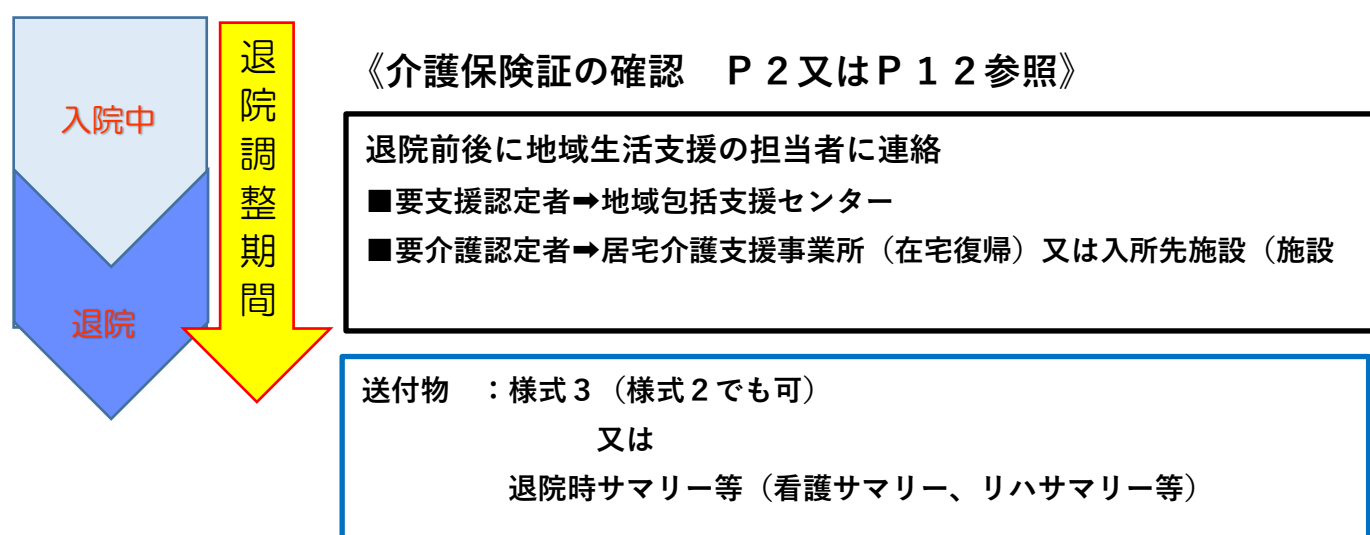 入院中
退院
退院調整期間
《介護保険証の確認　Ｐ２又はＰ１２参照》
退院前後に地域生活支援の担当者に連絡
■要支援認定者➡地域包括支援センター
■要介護認定者➡居宅介護支援事業所（在宅復帰）又は入所先施設（施設
送付物　：様式３（様式２でも可）
又は
退院時サマリー等（看護サマリー、リハサマリー等）